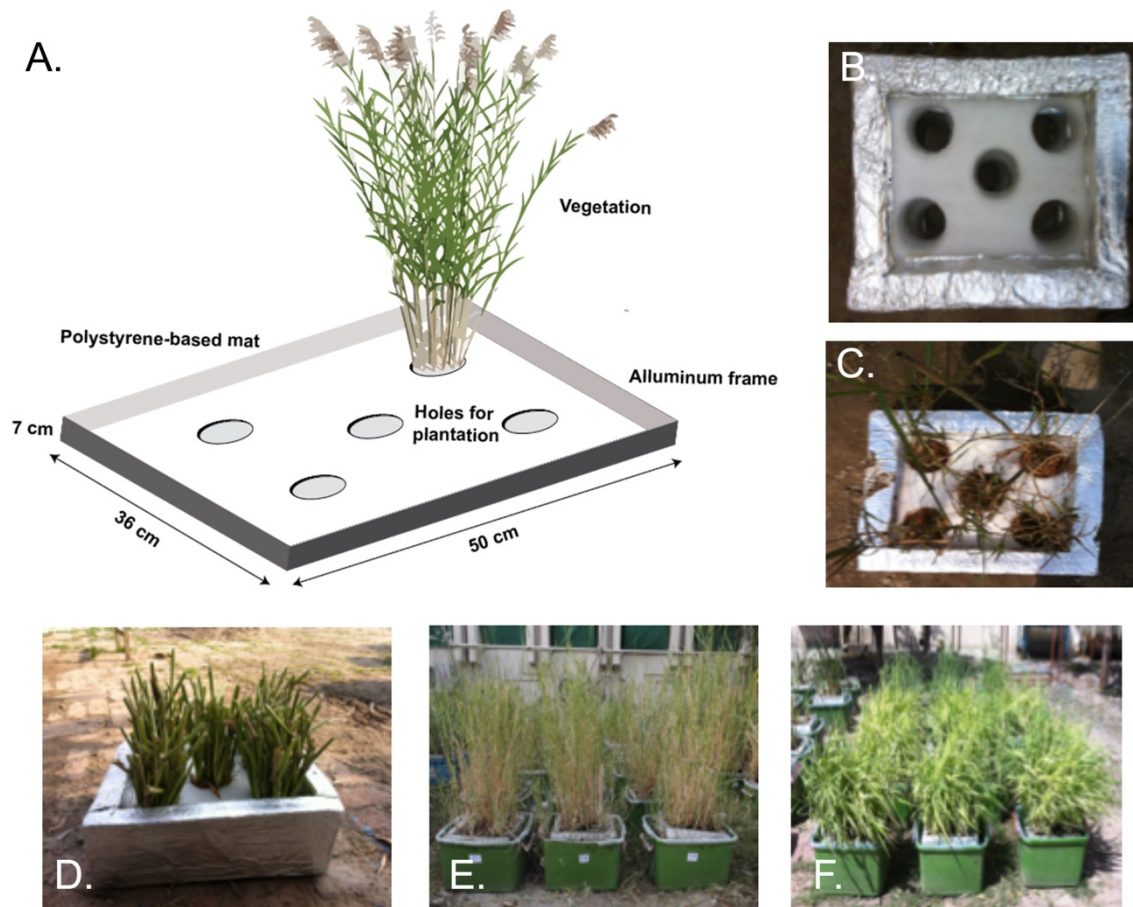 A.
Vegetation
Polystyrene-based mat
Alluminum frame
Holes for
plantation
7 cm
36 cm
50 cm
B.
C.
D.
E.
F.